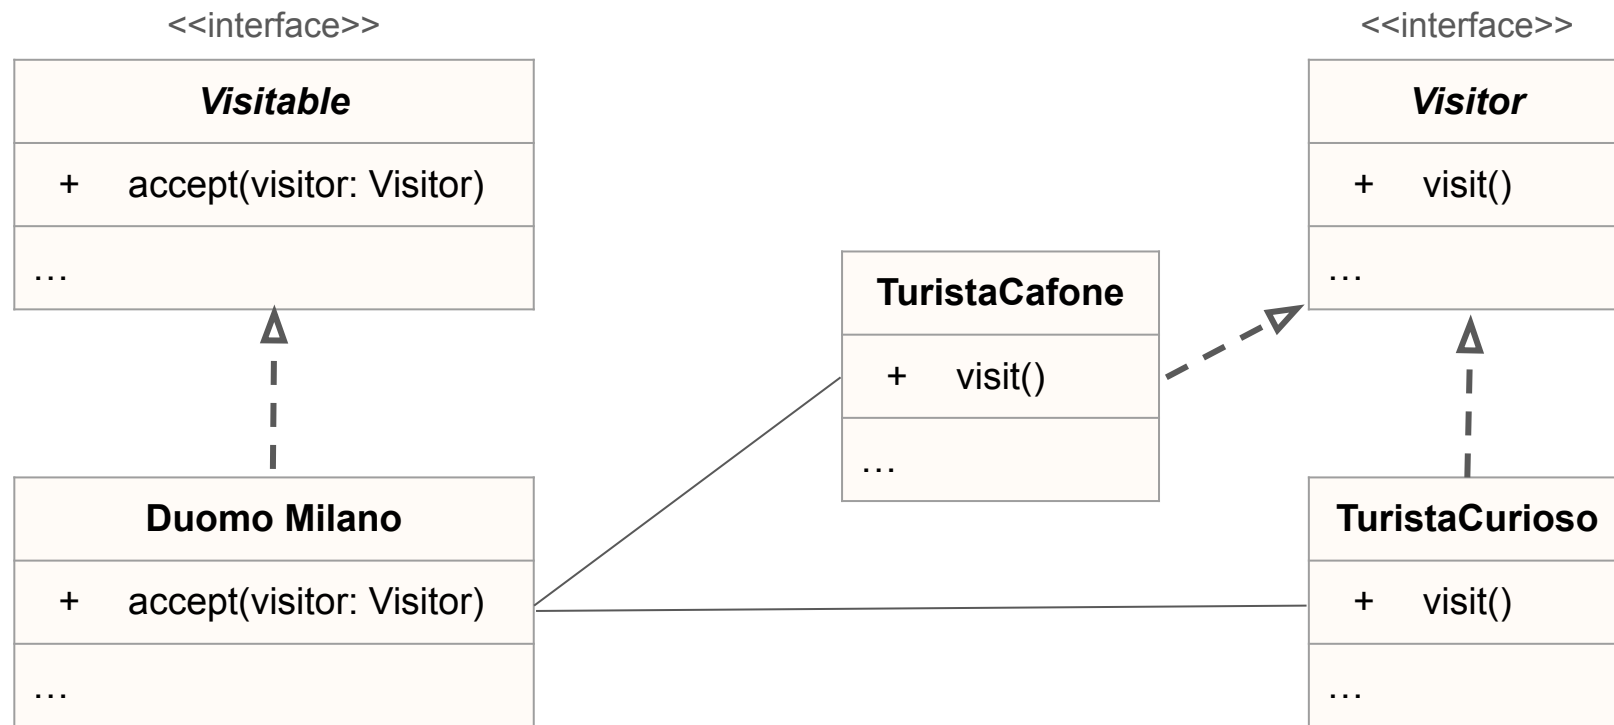 <<interface>>
Visitable
+ accept(visitor: Visitor)
…
<<interface>>
Visitor
+ visit()
…
TuristaCafone
+ visit()
…
Duomo Milano
+ accept(visitor: Visitor)
…
TuristaCurioso
+ visit()
…